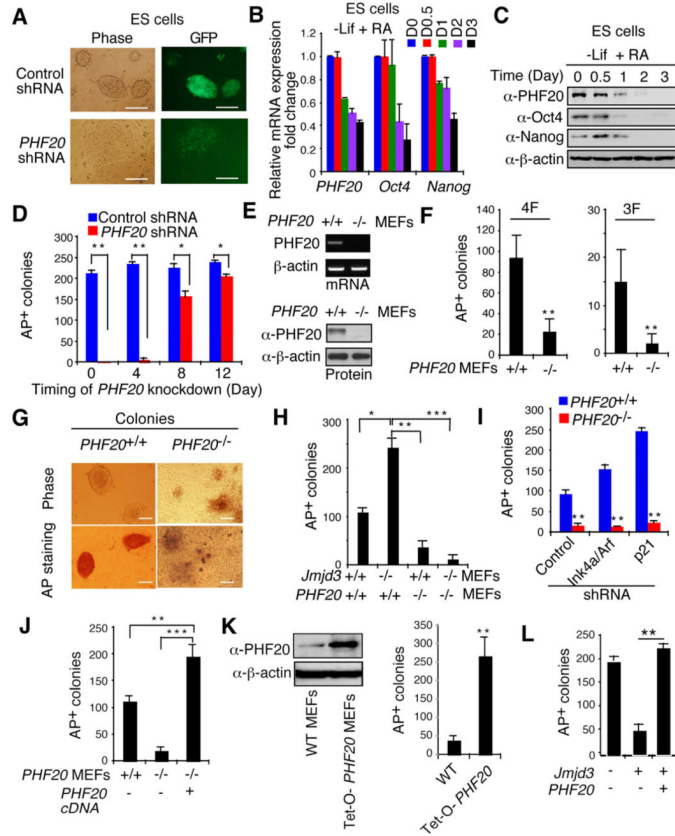 A
ES cells
Phase
GFP
Control
shRNA
PHF20
shRNA
B
ES cells
-Lif + RA
D0
D0.5
D1
D2
D3
Relative mRNA expression
fold change
1.4
1.2
1.0
0.8
0.6
0.4
0.2
0
PHF20
Oct4
Nanog
C
ES cells
-Lif + RA
Time (Day) 0 0.5 1 2 3
α-PHF20
α-Oct4
α-Nanog
α-β-actin
D
Control shRNA
PHF20 shRNA
AP+ colonies
300
250
200
150
100
50
0
** ** * *
0 4 8 12
Timing of PHF20 knockdown (Day)
E
PHF20 +/+ -/- MEFs
PHF20
β-actin
mRNA
PHF20 +/+ -/- MEFs
α-PHF20
α-β-actin
Protein
F
4F
AP+ colonies
140
120
100
80
60
40
20
0
**
3F
30
15
0
**
PHF20 MEFs +/+ -/- +/+ -/-
G
Colonies
PHF20+/+ PHF20-/-
Phase
AP staining
H
AP+ colonies
300
200
100
0
* ** ***
Jmjd3 +/+ -/- +/+ -/- MEFs
PHF20 +/+ +/+ -/- -/- MEFs
I
PHF20+/+
PHF20-/-
AP+ colonies
250
200
150
100
50
0
** ** **
Control
Ink4a/Arf
p21
shRNA
J
AP+ colonies
250
200
150
100
50
0
**
***
PHF20 MEFs +/+ -/- -/-
PHF20 - - +
cDNA
K
α-PHF20
α-β-actin
WT MEFs
Tet-O- PHF20 MEFs
AP+ colonies
350
300
250
200
150
100
50
0
**
WT
Tet-O- PHF20
L
AP+ colonies
250
200
150
100
50
0
**
Jmjd3 - + +
PHF20 - - +